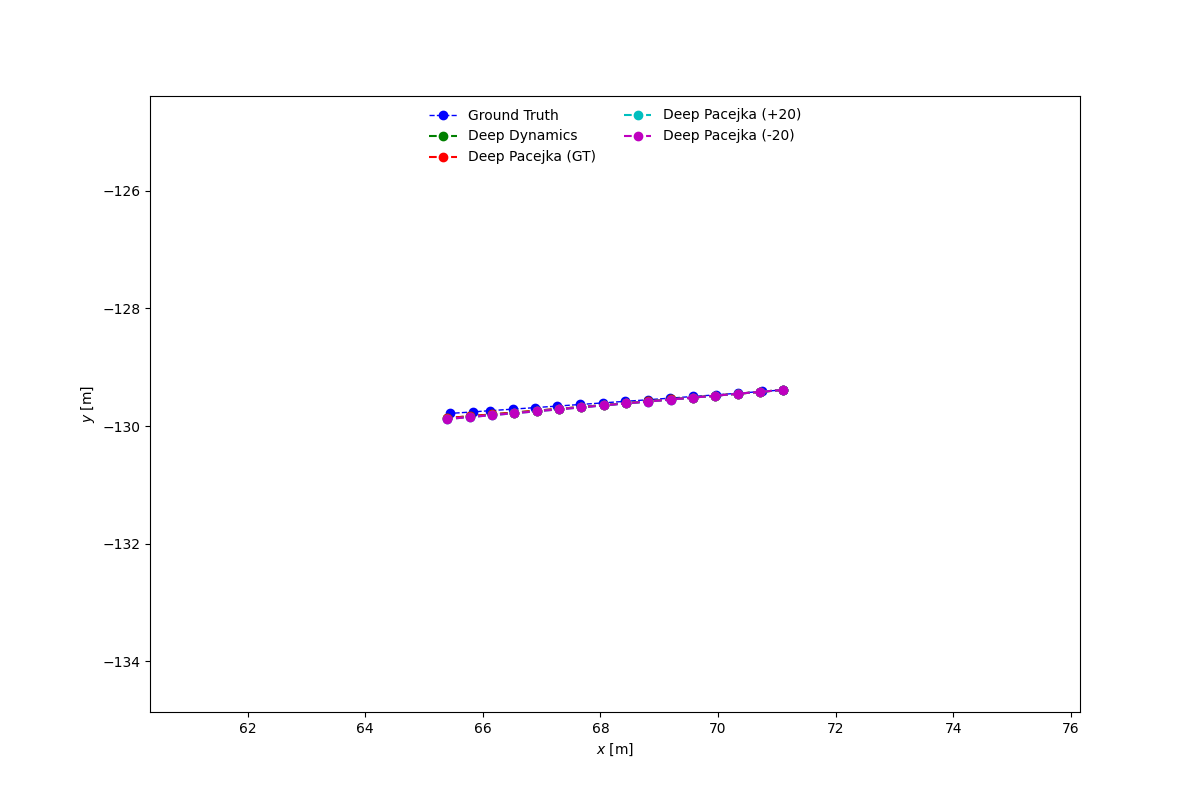 Ground Truth
Deep Dynamics
Deep Pacejka (GT)
Deep Pacejka (+20)
Deep Pacejka (-20)
−126
−128
−130
−132
−134
y [m]
62 64 66 68 70 72 74 76
x [m]